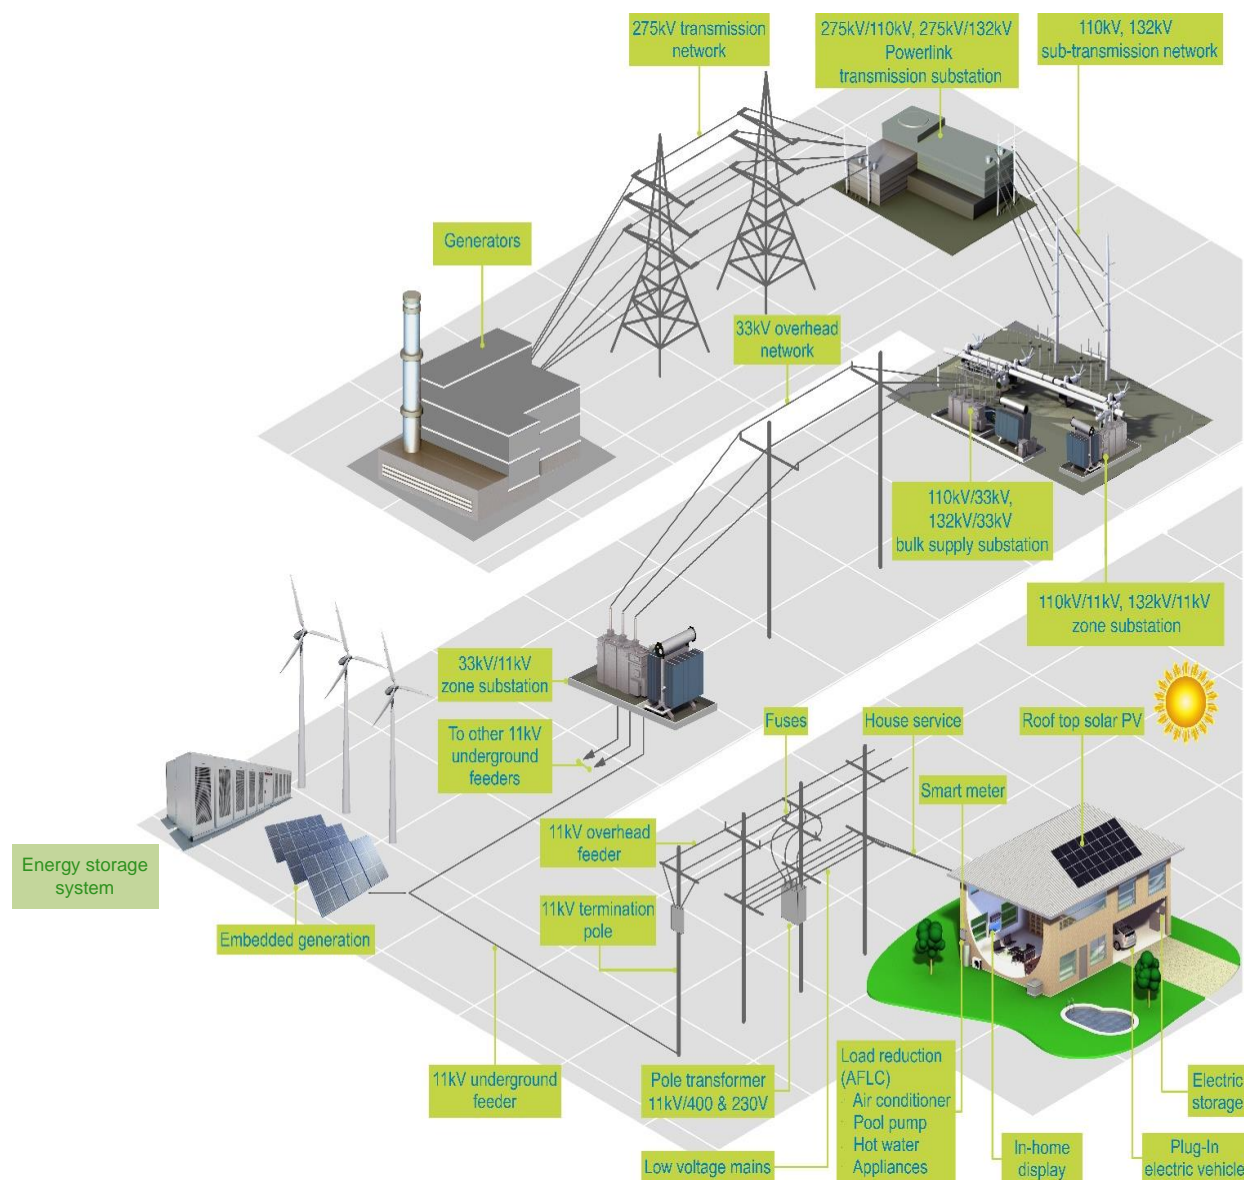 275kV transmission
network
275kV/110kV, 275kV/132kV
Powerlink
transmission substation
110kV, 132kV
sub-transmission network
Generators
33kV overhead
network
110kV/33kV,
132kV/33kV
bulk supply substation
110kV/11kV, 132kV/11kV
zone substation
33kV/11kV
zone substation
To other 11kV
underground
feeders
Fuses
House service
Roof top solar PV
Smart meter
11kV overhead
feeder
Energy storage
system
11kV termination
pole
Embedded generation
11kV underground
feeder
Pole transformer
11kV/400 & 230V
Low voltage mains
Load reduction
(AFLC)
· Air conditioner
· Pool pump
· Hot water
· Appliances
In-home
display
Plug-In
electric vehicle
Electric
storage